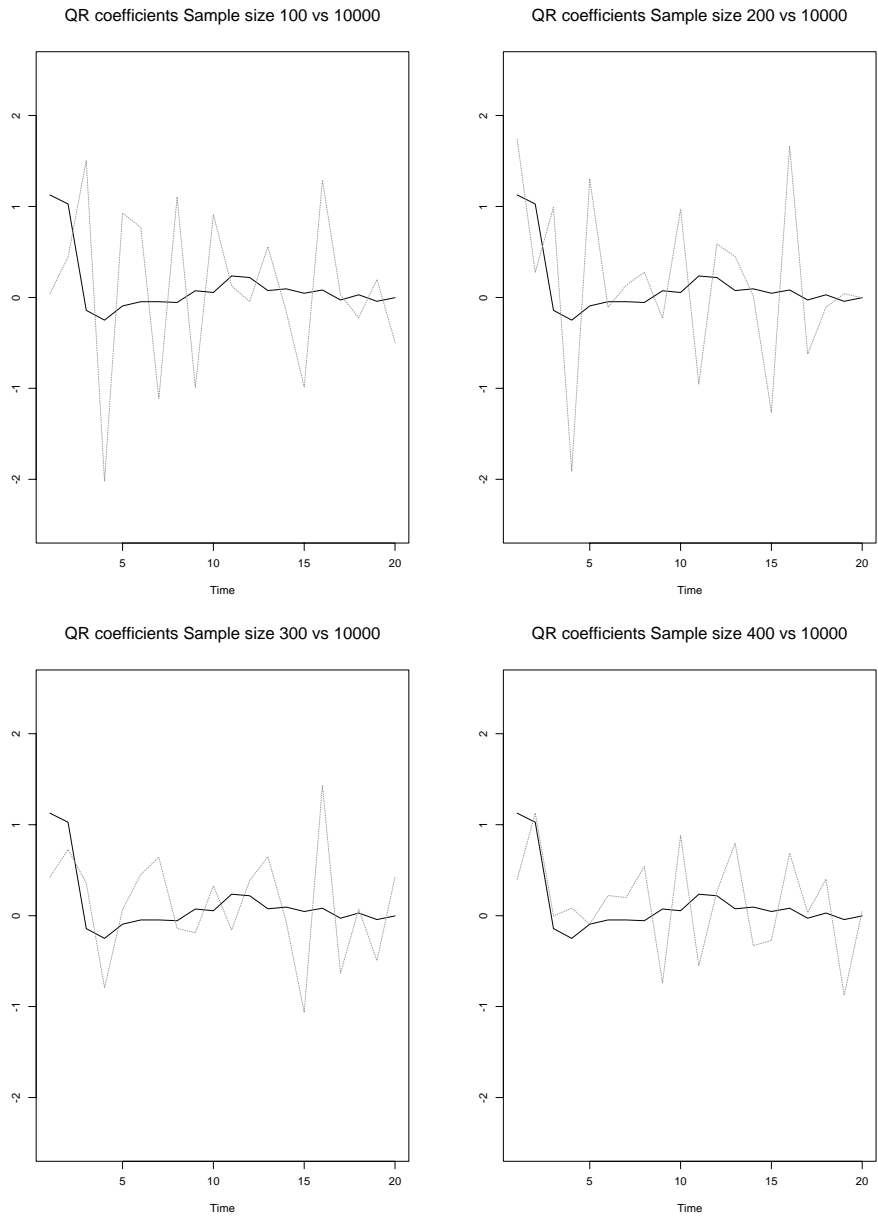 QR coefficients Sample size 100 vs 10000
2
1
0
-1
-2
5 10 15 20
Time
QR coefficients Sample size 200 vs 10000
2
1
0
-1
-2
5 10 15 20
Time
QR coefficients Sample size 300 vs 10000
2
1
0
-1
-2
5 10 15 20
Time
QR coefficients Sample size 400 vs 10000
2
1
0
-1
-2
5 10 15 20
Time